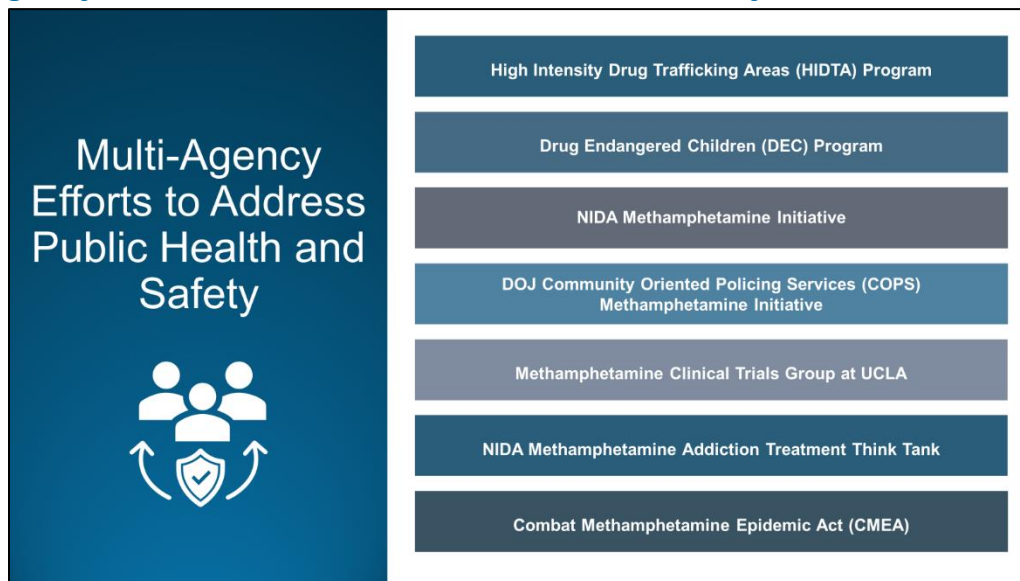 Multi-Agency
Efforts to Address
Public Health and
Safety
High Intensity Drug Trafficking Areas (HIDTA) Program
Drug Endangered Children (DEC) Program
NIDA Methamphetamine Initiative
DOJ Community Oriented Policing Services (COPS)
Methamphetamine Initiative
Methamphetamine Clinical Trials Group at UCLA
NIDA Methamphetamine Addiction Treatment Think Tank
Combat Methamphetamine Epidemic Act (CMEA)